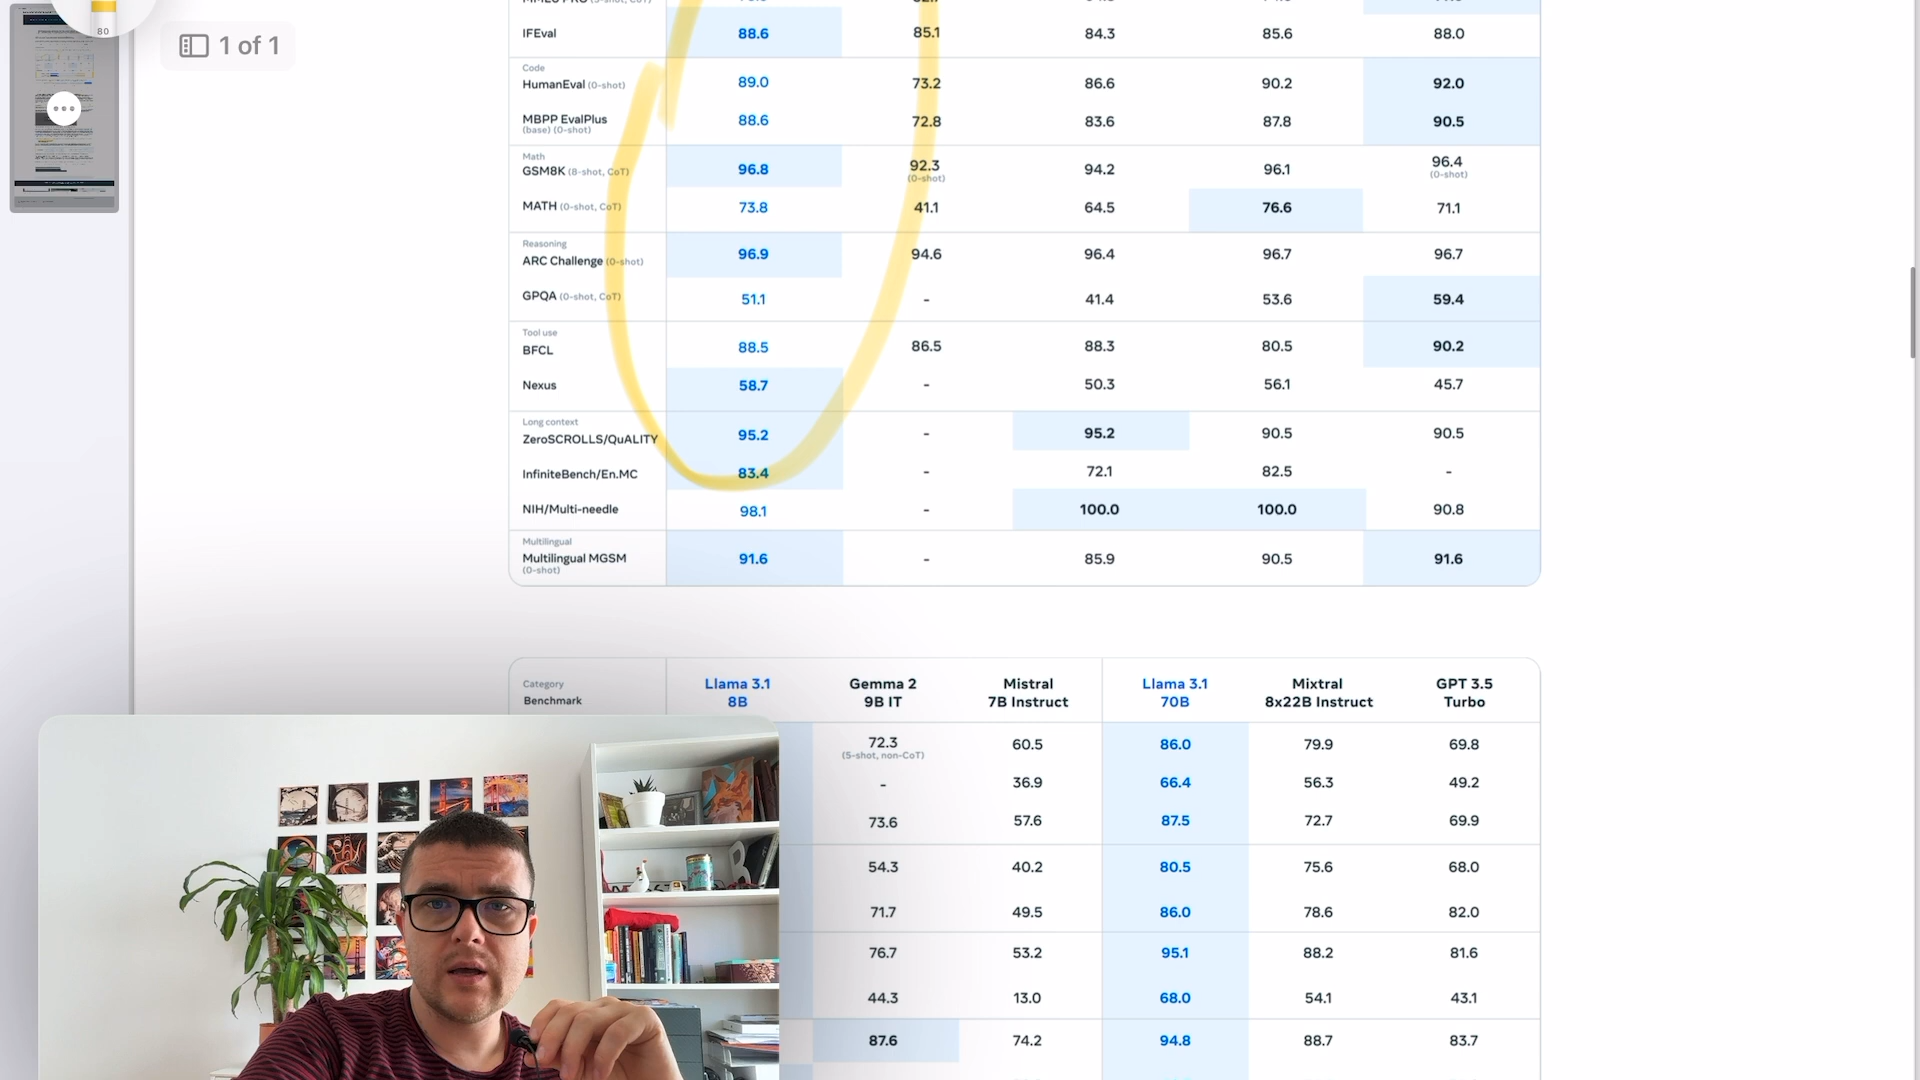 80
1 of 1
MMLU PRO (5-shot, CoT)
IFEval 88.6 85.1 84.3 85.6 88.0
Code
HumanEval (0-shot) 89.0 73.2 86.6 90.2 92.0
MBPP EvalPlus 88.6 72.8 83.6 87.8 90.5
(base) (0-shot)
Math
GSM8K (8-shot, CoT) 96.8 92.3 94.2 96.1 96.4
(0-shot) (0-shot)
MATH (0-shot, CoT) 73.8 41.1 64.5 76.6 71.1
Reasoning
ARC Challenge (0-shot) 96.9 94.6 96.4 96.7 96.7
GPQA (0-shot, CoT) 51.1 - 41.4 53.6 59.4
Tool use
BFCL 88.5 86.5 88.3 80.5 90.2
Nexus 58.7 - 50.3 56.1 45.7
Long context
ZeroSCROLLS/QuALITY 95.2 - 95.2 90.5 90.5
InfiniteBench/En.MC 83.4 - 72.1 82.5 -
NIH/Multi-needle 98.1 - 100.0 100.0 90.8
Multilingual
Multilingual MGSM 91.6 - 85.9 90.5 91.6
(0-shot)
Category Llama 3.1 Gemma 2 Mistral Llama 3.1 Mixtral GPT 3.5
Benchmark 8B 9B IT 7B Instruct 70B 8x22B Instruct Turbo
72.3 60.5 86.0 79.9 69.8
(5-shot, non-CoT)
- 36.9 66.4 56.3 49.2
73.6 57.6 87.5 72.7 69.9
54.3 40.2 80.5 75.6 68.0
71.7 49.5 86.0 78.6 82.0
76.7 53.2 95.1 88.2 81.6
44.3 13.0 68.0 54.1 43.1
87.6 74.2 94.8 88.7 83.7